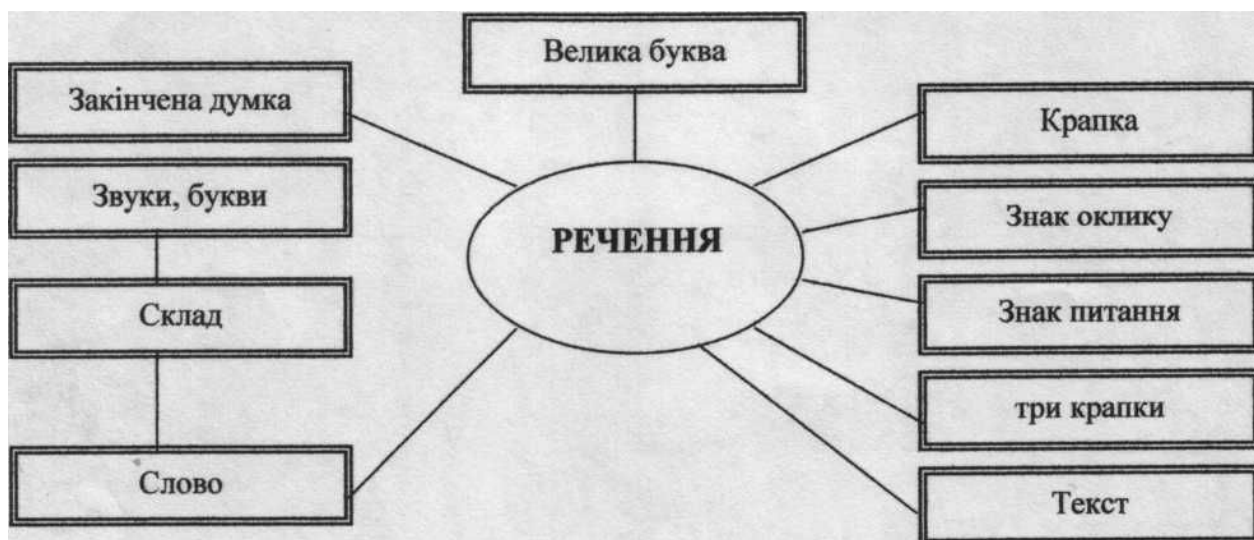 Велика буква
Закінчена думка
Крапка
Звуки, букви
Знак оклику
РЕЧЕННЯ
Склад
Знак питання
три крапки
Слово
Текст